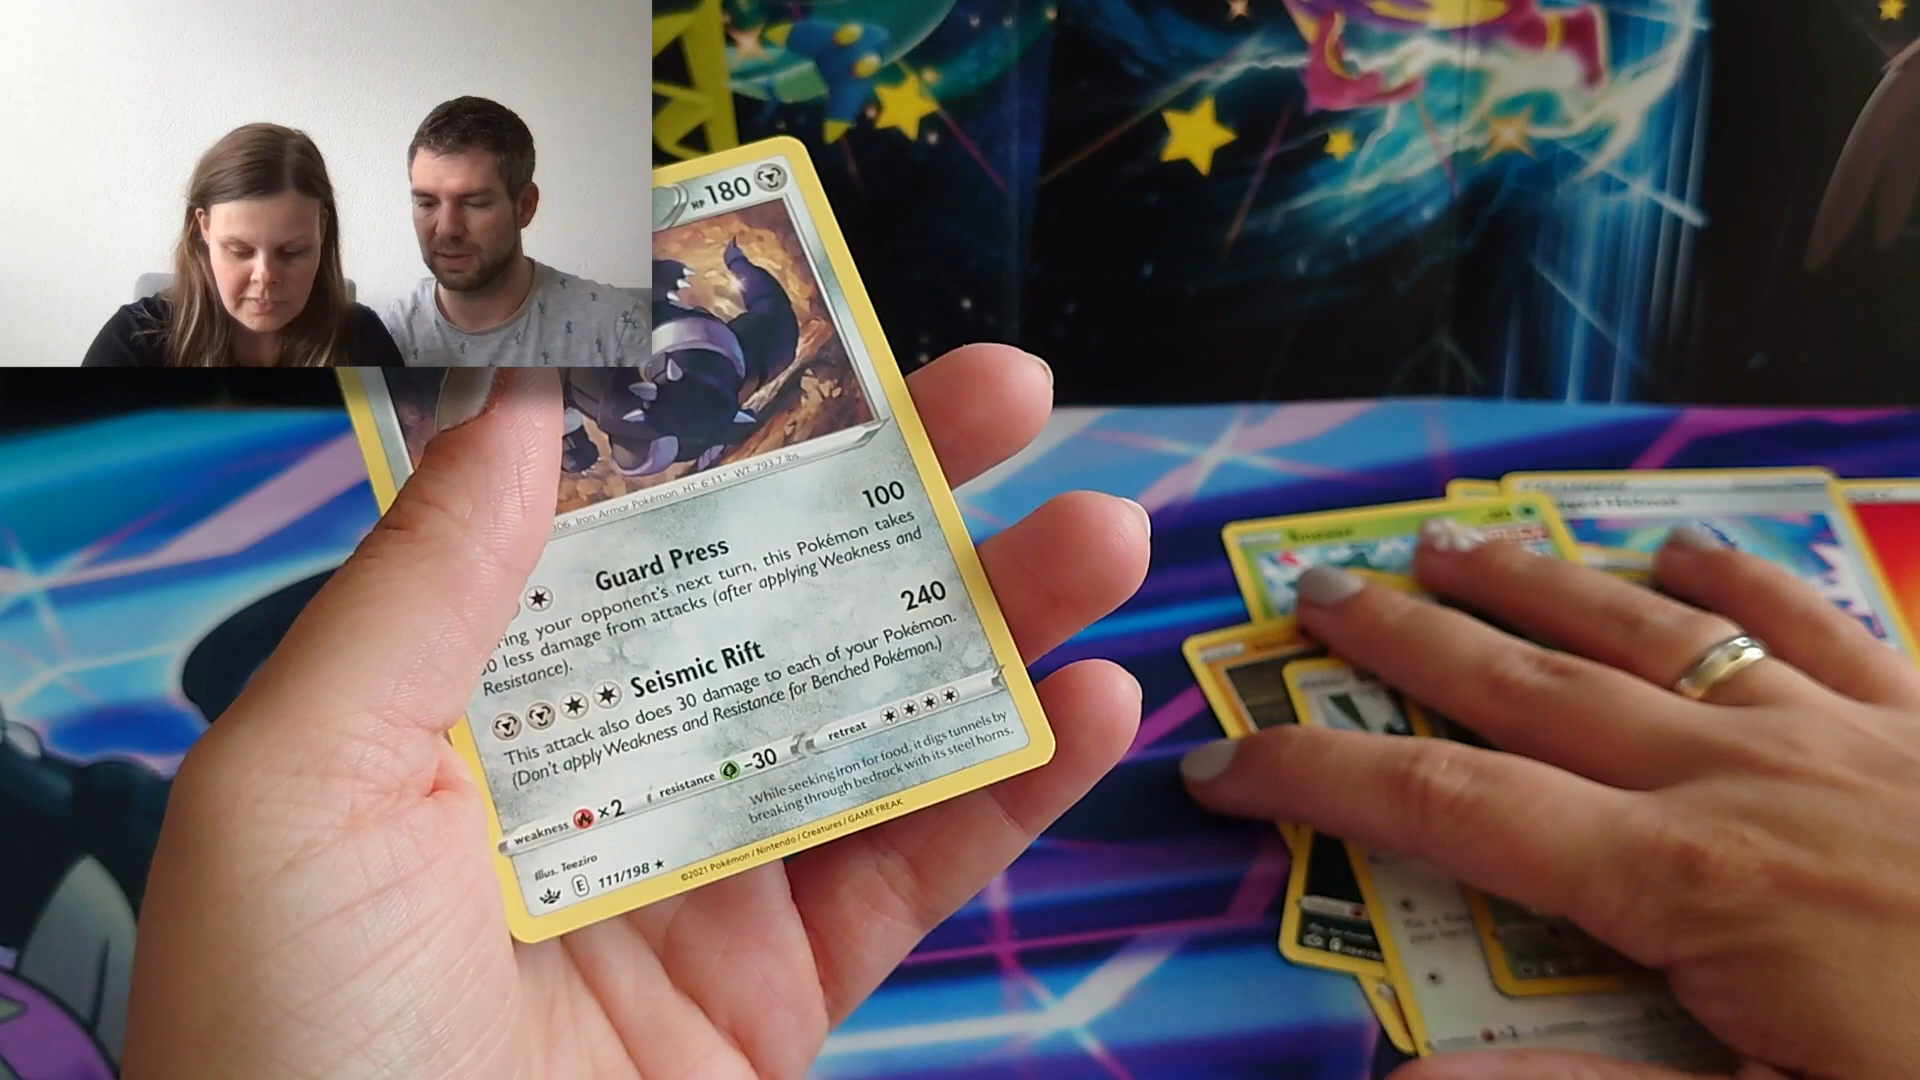 HP 180
306 Iron Armor Pokémon HT: 6'11" WT: 793.7 lbs.
Guard Press 100
ring your opponent's next turn, this Pokémon takes
0 less damage from attacks (after applying Weakness and
Resistance).
Seismic Rift 240
This attack also does 30 damage to each of your Pokémon.
(Don't apply Weakness and Resistance for Benched Pokémon.)
weakness ×2 resistance -30 retreat
While seeking iron for food, it digs tunnels by
breaking through bedrock with its steel horns.
Illus. Teeziro
E 111/198
©2021 Pokémon / Nintendo / Creatures / GAME FREAK